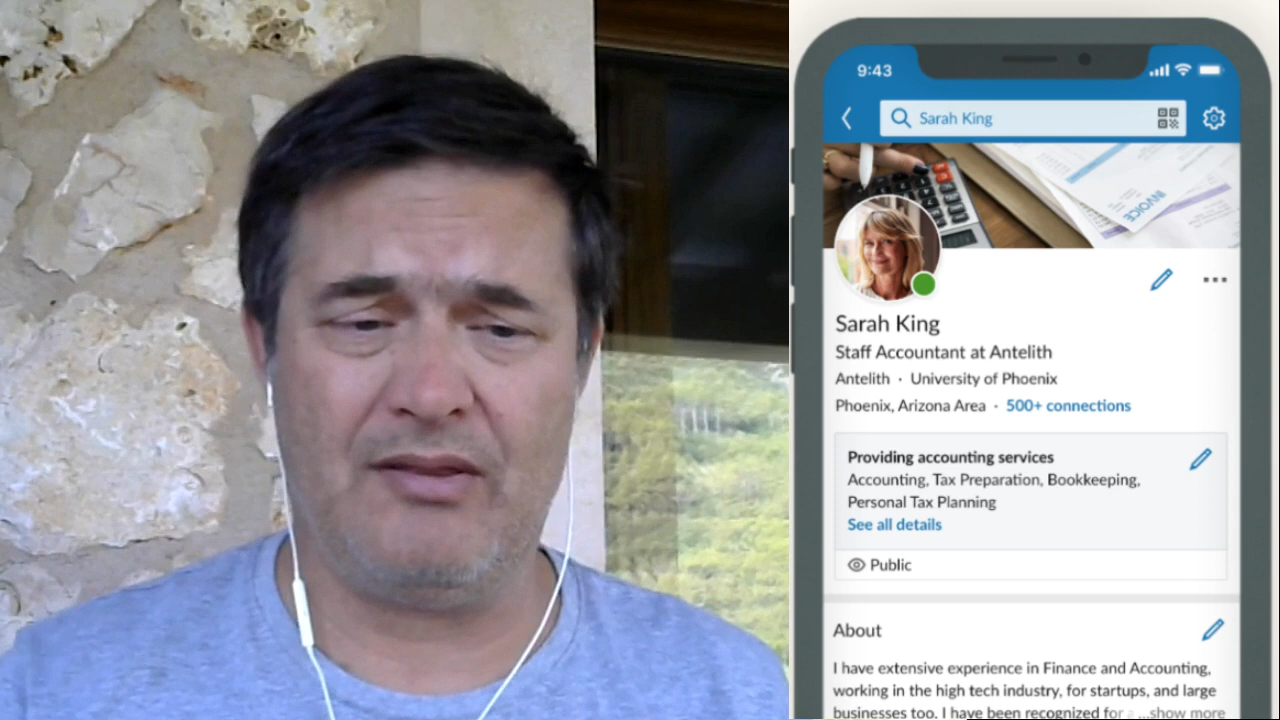 9:43
Sarah King
INVOICE
Sarah King
Staff Accountant at Antelith
Antelith · University of Phoenix
Phoenix, Arizona Area · 500+ connections
Providing accounting services
Accounting, Tax Preparation, Bookkeeping,
Personal Tax Planning
See all details
Public
About
I have extensive experience in Finance and Accounting,
working in the high tech industry, for startups, and large
businesses too. I have been recognized for a ...show more